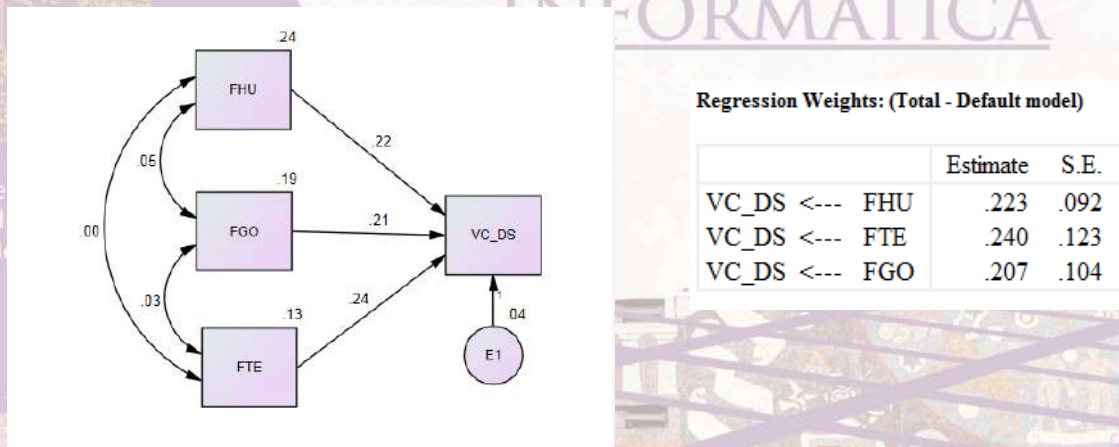 INFORMATICA
.24
FHU
.22
.05
.19
FGO
.21
VC_DS
.00
.03
.24
1
.04
.13
FTE
E1
Regression Weights: (Total - Default model)
Estimate S.E.
VC_DS <--- FHU .223 .092
VC_DS <--- FTE .240 .123
VC_DS <--- FGO .207 .104